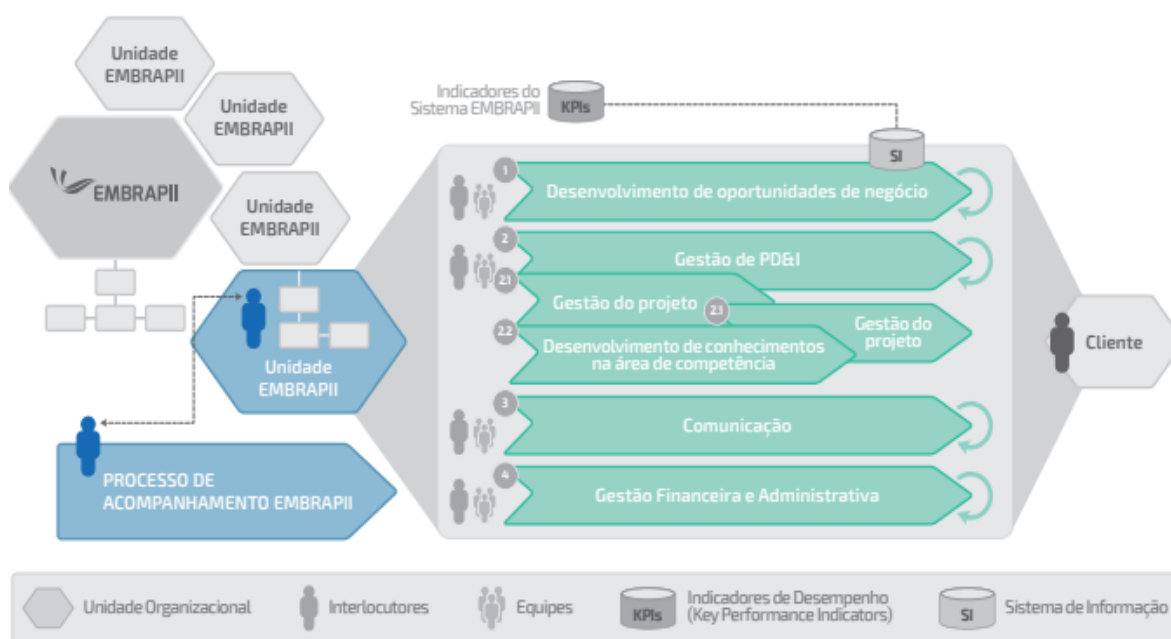 Unidade
EMBRAPII
Unidade
EMBRAPII
EMBRAPII
Unidade
EMBRAPII
Unidade
EMBRAPII
PROCESSO DE
ACOMPANHAMENTO EMBRAPII
Indicadores do
Sistema EMBRAPII
KPIs
SI
1
Desenvolvimento de oportunidades de negócio
2
Gestão de PD&I
2.1
Gestão do projeto
2.1
Gestão do
projeto
2.2
Desenvolvimento de conhecimentos
na área de competência
3
Comunicação
4
Gestão Financeira e Administrativa
Cliente
Unidade Organizacional
Interlocutores
Equipes
KPIs
Indicadores de Desempenho
(Key Performance Indicators)
SI
Sistema de Informação